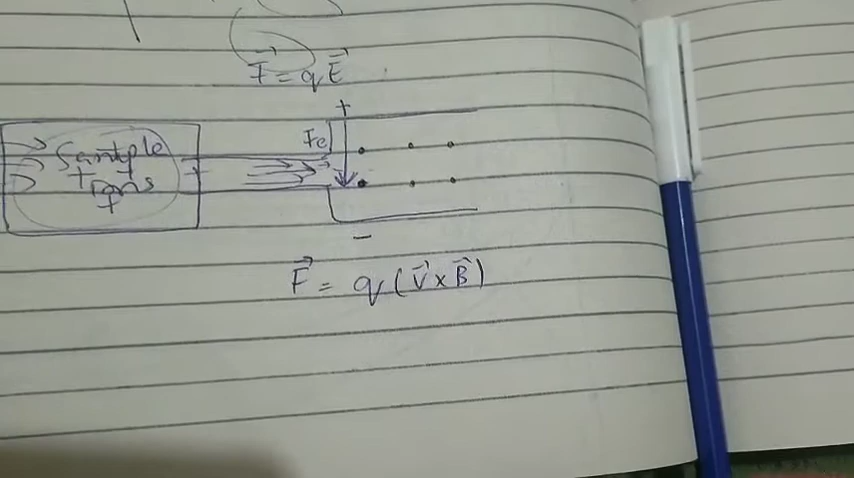 F⃗ = qE⃗
+
Fe
Sample
+ +
Ions
+
−
F⃗ = q(v⃗ × B⃗)